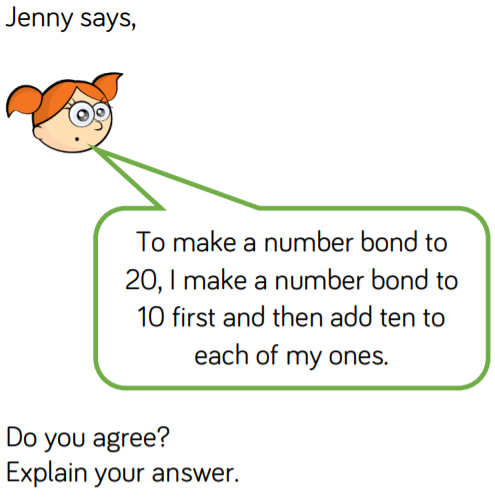 Jenny says,
To make a number bond to
20, I make a number bond to
10 first and then add ten to
each of my ones.
Do you agree?
Explain your answer.